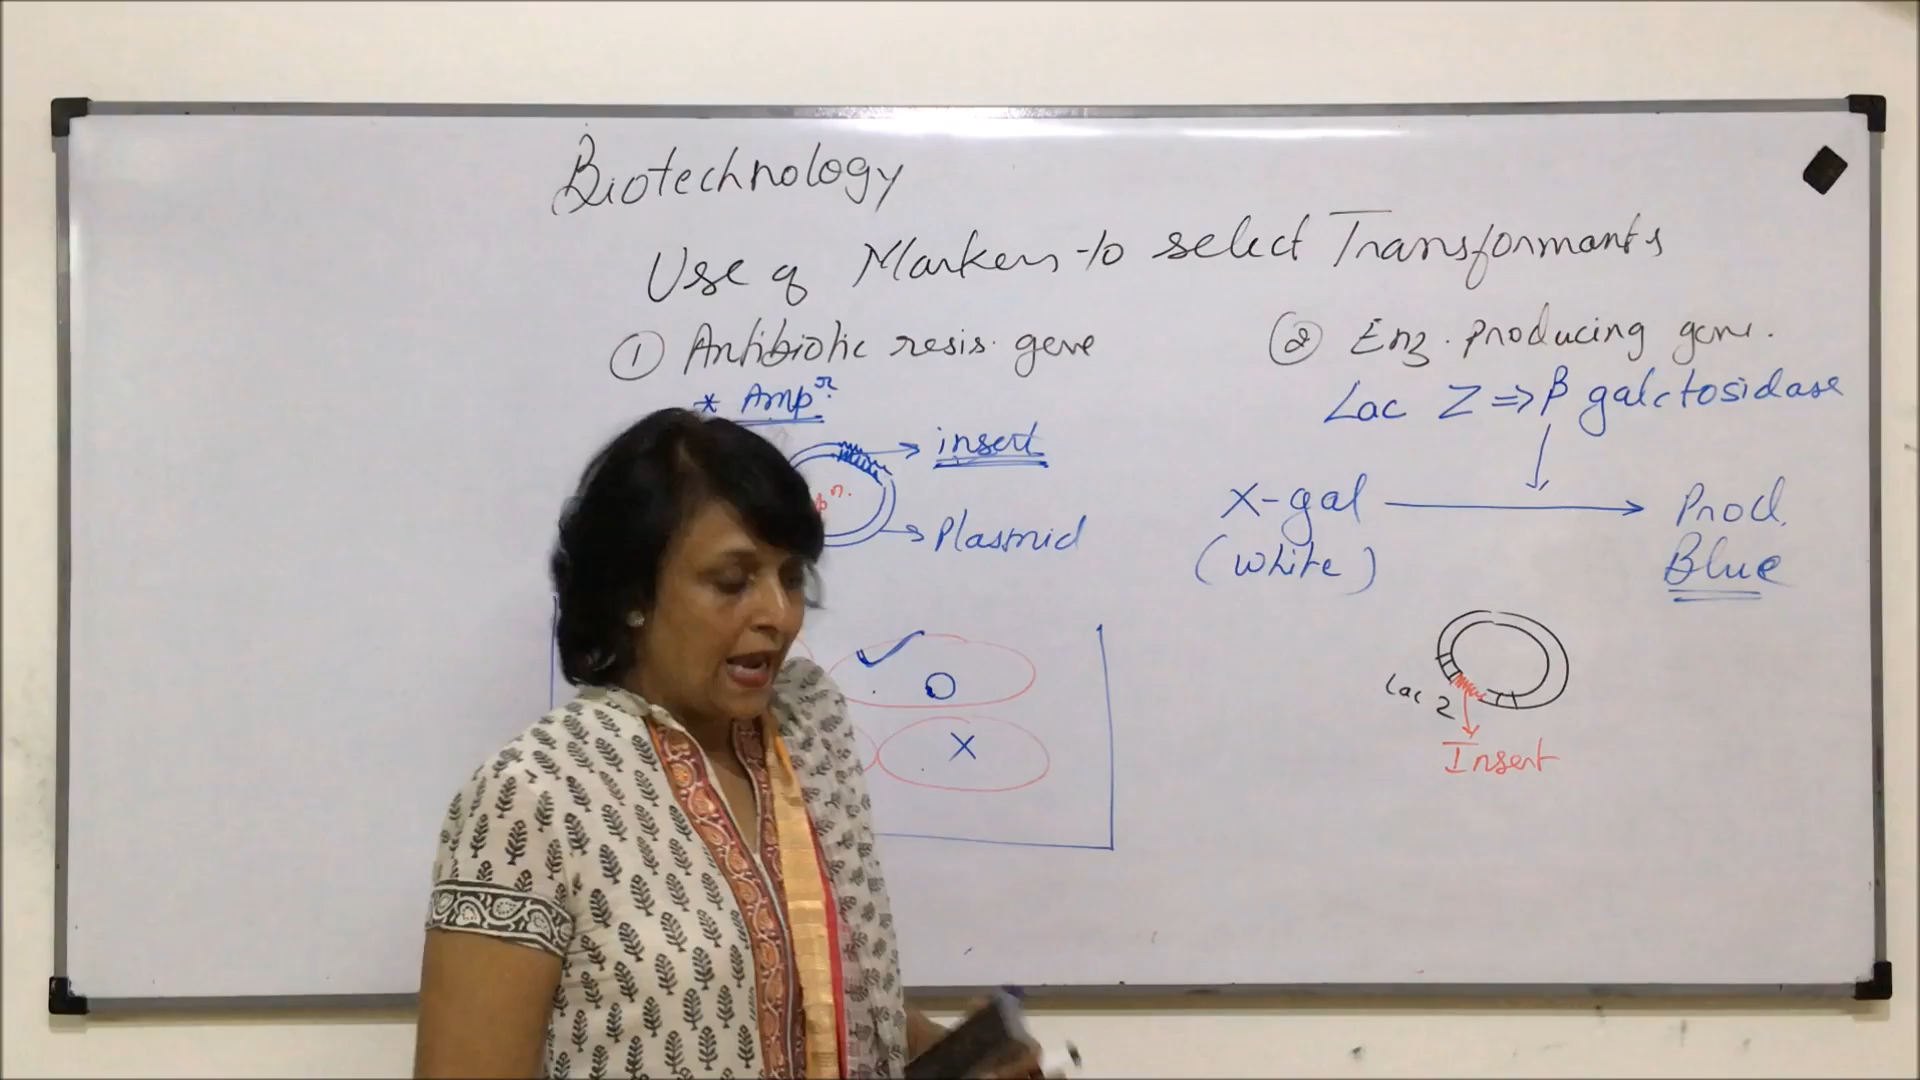 Biotechnology
Use of Markers to select Transformants
① Antibiotic resis. gene
* Amp^r
insert
Plasmid
✓
O
X
② Enz. producing gene.
Lac Z ⇒ β galctosidase
X-gal → Prod.
(white) Blue
Lac Z
Insert